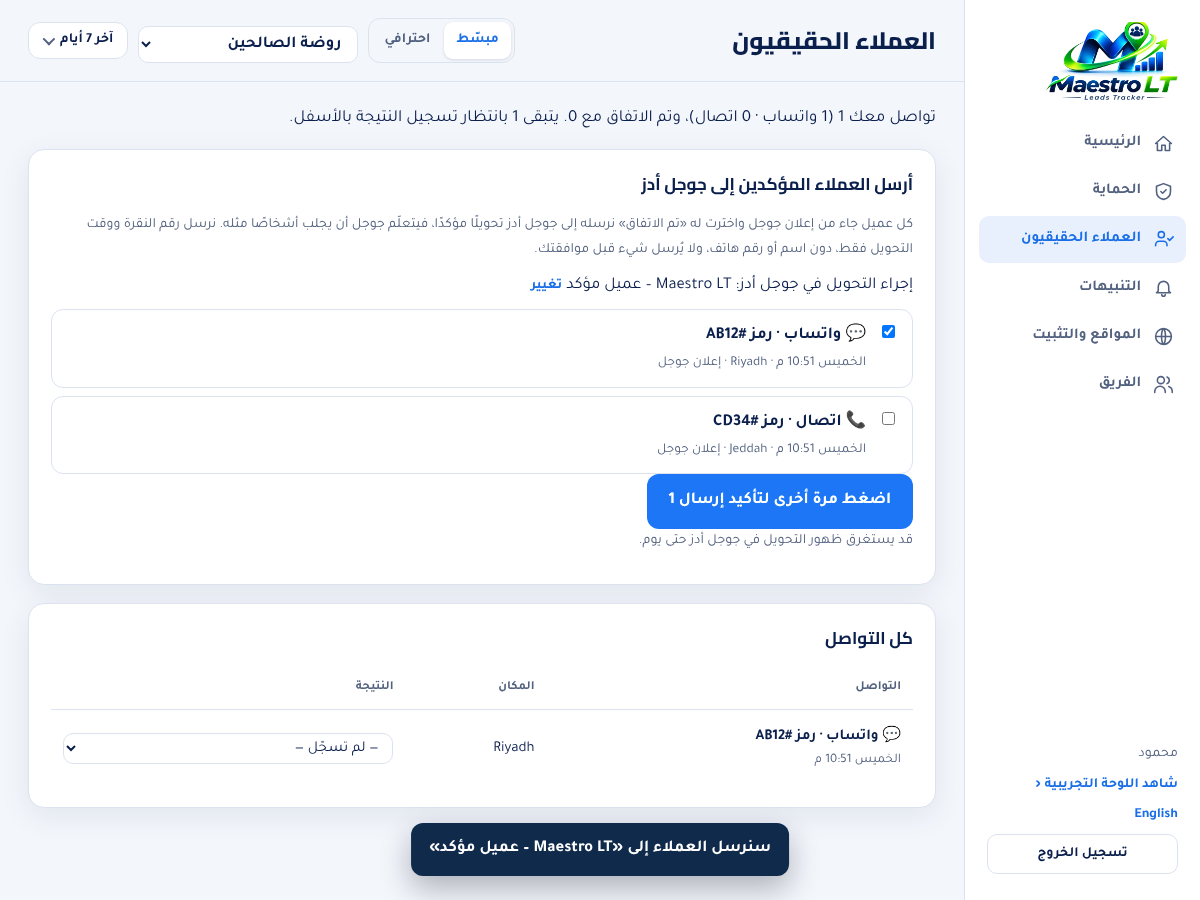 Maestro LT
Leads Tracker
الرئيسية
الحماية
العملاء الحقيقيون
التنبيهات
المواقع والتثبيت
الفريق
محمود
شاهد اللوحة التجريبية ‹
English
تسجيل الخروج
العملاء الحقيقيون
مبسّط
احترافي
روضة الصالحين
آخر 7 أيام
تواصل معك 1 (1 واتساب · 0 اتصال)، وتم الاتفاق مع 0. يتبقى 1 بانتظار تسجيل النتيجة بالأسفل.
أرسل العملاء المؤكدين إلى جوجل أدز
كل عميل جاء من إعلان جوجل واخترت له «تم الاتفاق» نرسله إلى جوجل أدز تحويلًا مؤكدًا، فيتعلّم جوجل أن يجلب أشخاصًا مثله. نرسل رقم النقرة ووقت
التحويل فقط، دون اسم أو رقم هاتف، ولا يُرسل شيء قبل موافقتك.
إجراء التحويل في جوجل أدز: Maestro LT - عميل مؤكد تغيير
واتساب · رمز #AB12
الخميس 10:51 م · Riyadh · إعلان جوجل
اتصال · رمز #CD34
الخميس 10:51 م · Jeddah · إعلان جوجل
اضغط مرة أخرى لتأكيد إرسال 1
قد يستغرق ظهور التحويل في جوجل أدز حتى يوم.
كل التواصل
التواصل المكان النتيجة
واتساب · رمز #AB12
الخميس 10:51 م
Riyadh
– لم تسجّل –
سنرسل العملاء إلى «Maestro LT - عميل مؤكد»